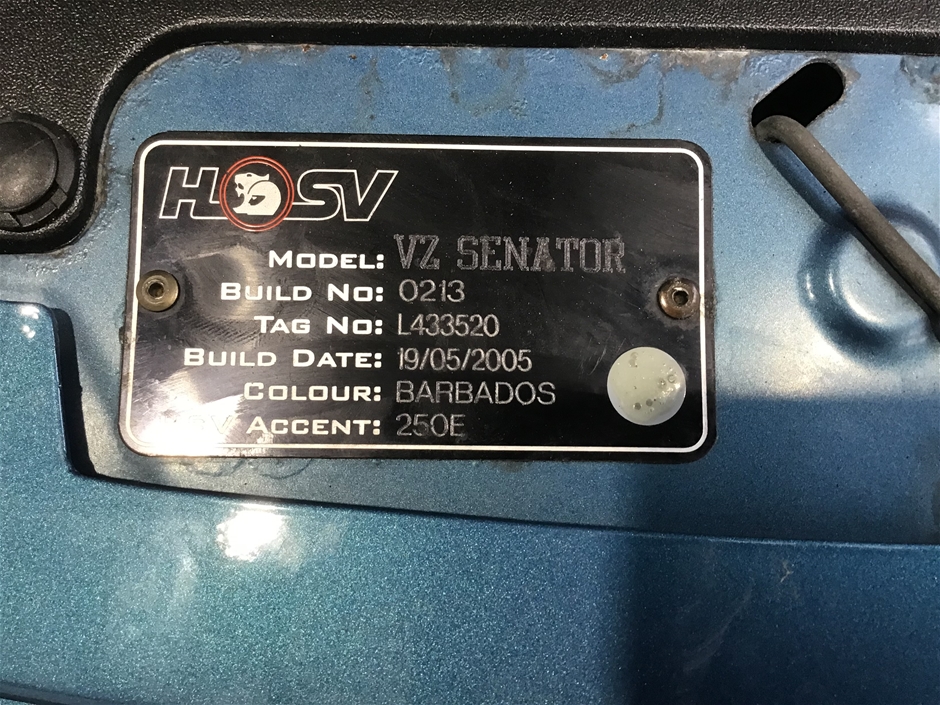 HSV
MODEL: VZ SENATOR
BUILD NO: 0213
TAG NO: L433520
BUILD DATE: 19/05/2005
COLOUR: BARBADOS
ACCENT: 250E